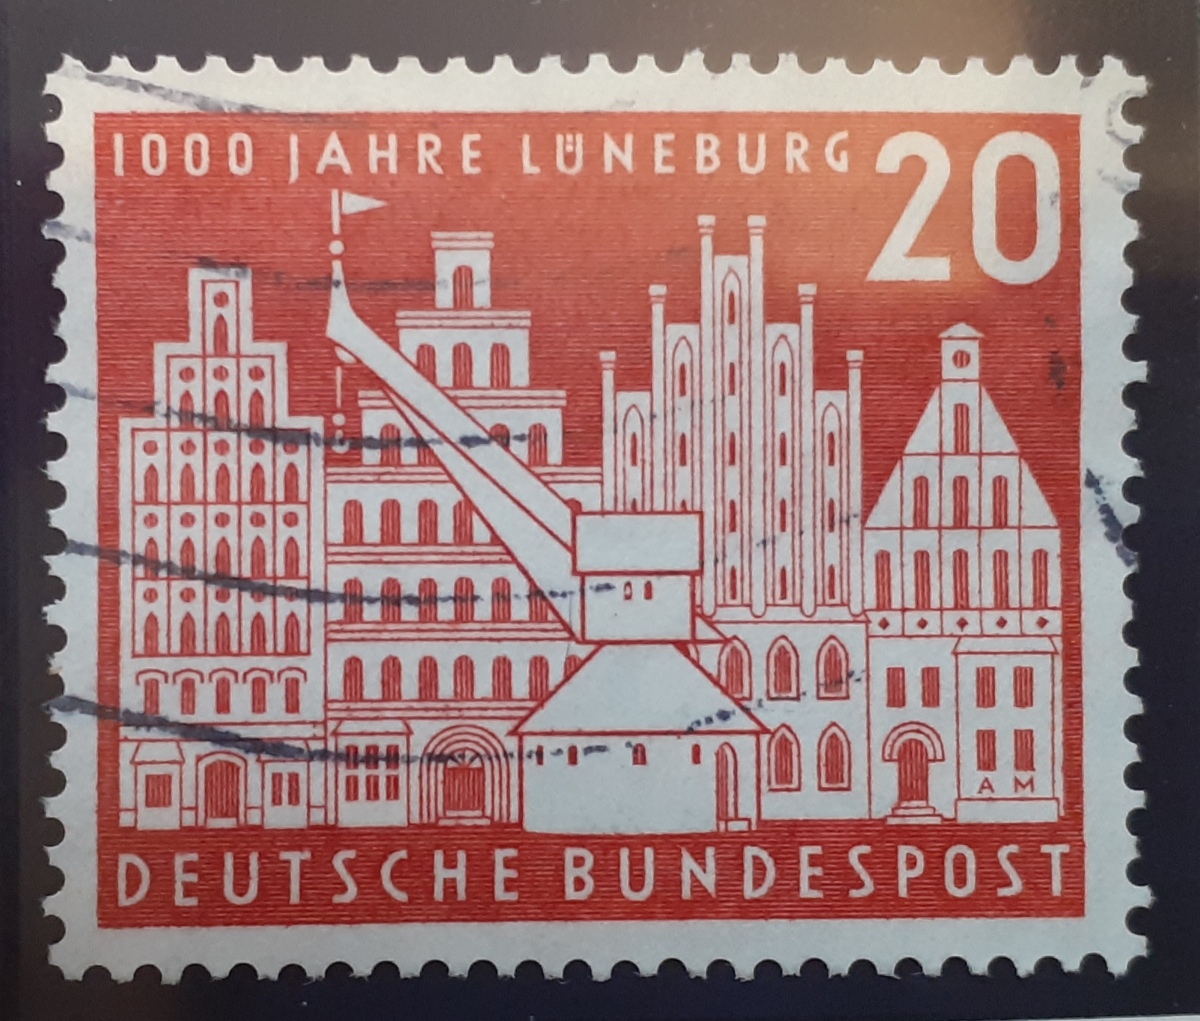 1000 JAHRE LÜNEBURG 20
A M
DEUTSCHE BUNDESPOST